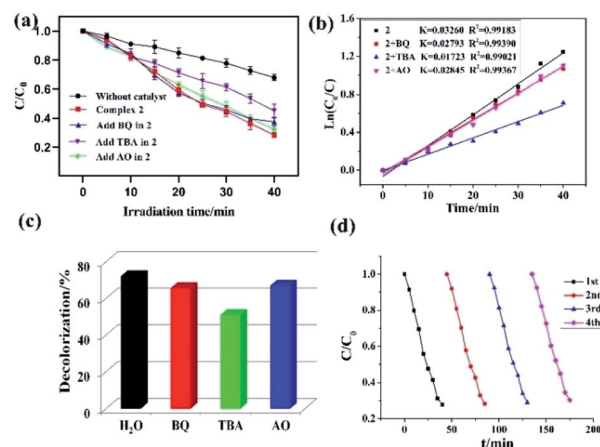 (a)
C/C0
1.0
0.8
0.6
0.4
0.2
Without catalyst
Complex 2
Add BQ in 2
Add TBA in 2
Add AO in 2
0 10 20 30 40
Irradiation time/min
(b)
Ln(C0/C)
1.6
1.2
0.8
0.4
0.0
2 K=0.03260 R²=0.99183
2+BQ K=0.02793 R²=0.99390
2+TBA K=0.01723 R²=0.99021
2+AO K=0.02845 R²=0.99367
0 10 20 30 40
Time/min
(c)
Decolorization/%
80
60
40
20
0
H2O BQ TBA AO
(d)
C/C0
1.0
0.8
0.6
0.4
0.2
1st
2nd
3rd
4th
0 50 100 150 200
t/min